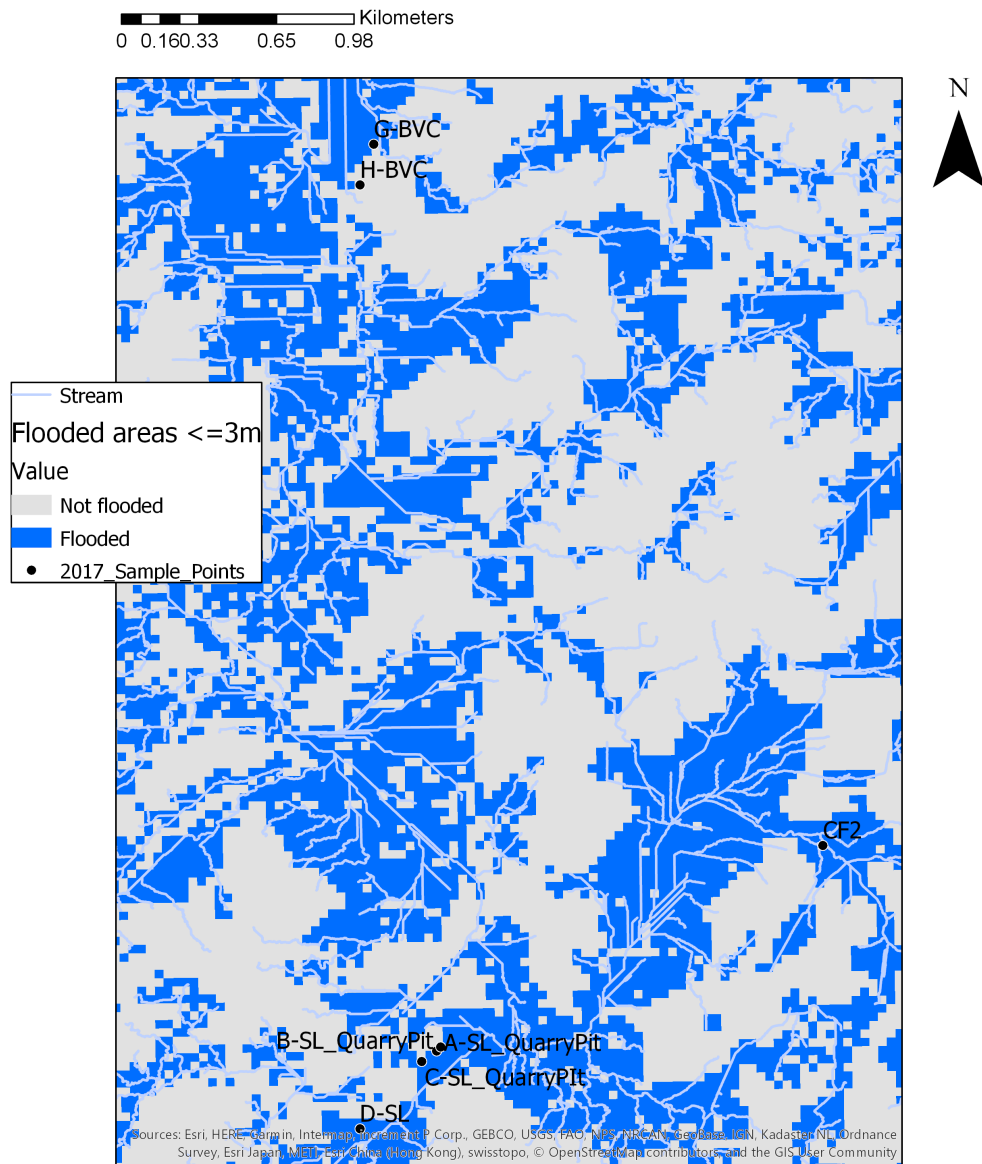 Kilometers
0 0.160.33 0.65 0.98
N
G-BVC
H-BVC
Stream
Flooded areas <=3m
Value
Not flooded
Flooded
2017_Sample_Points
CF2
B-SL_QuarryPit A-SL_QuarryPit
C-SL_QuarryPIt
D-SL
Sources: Esri, HERE, Garmin, Intermap, increment P Corp., GEBCO, USGS, FAO, NPS, NRCAN, GeoBase, IGN, Kadaster NL, Ordnance
Survey, Esri Japan, METI, Esri China (Hong Kong), swisstopo, © OpenStreetMap contributors, and the GIS User Community